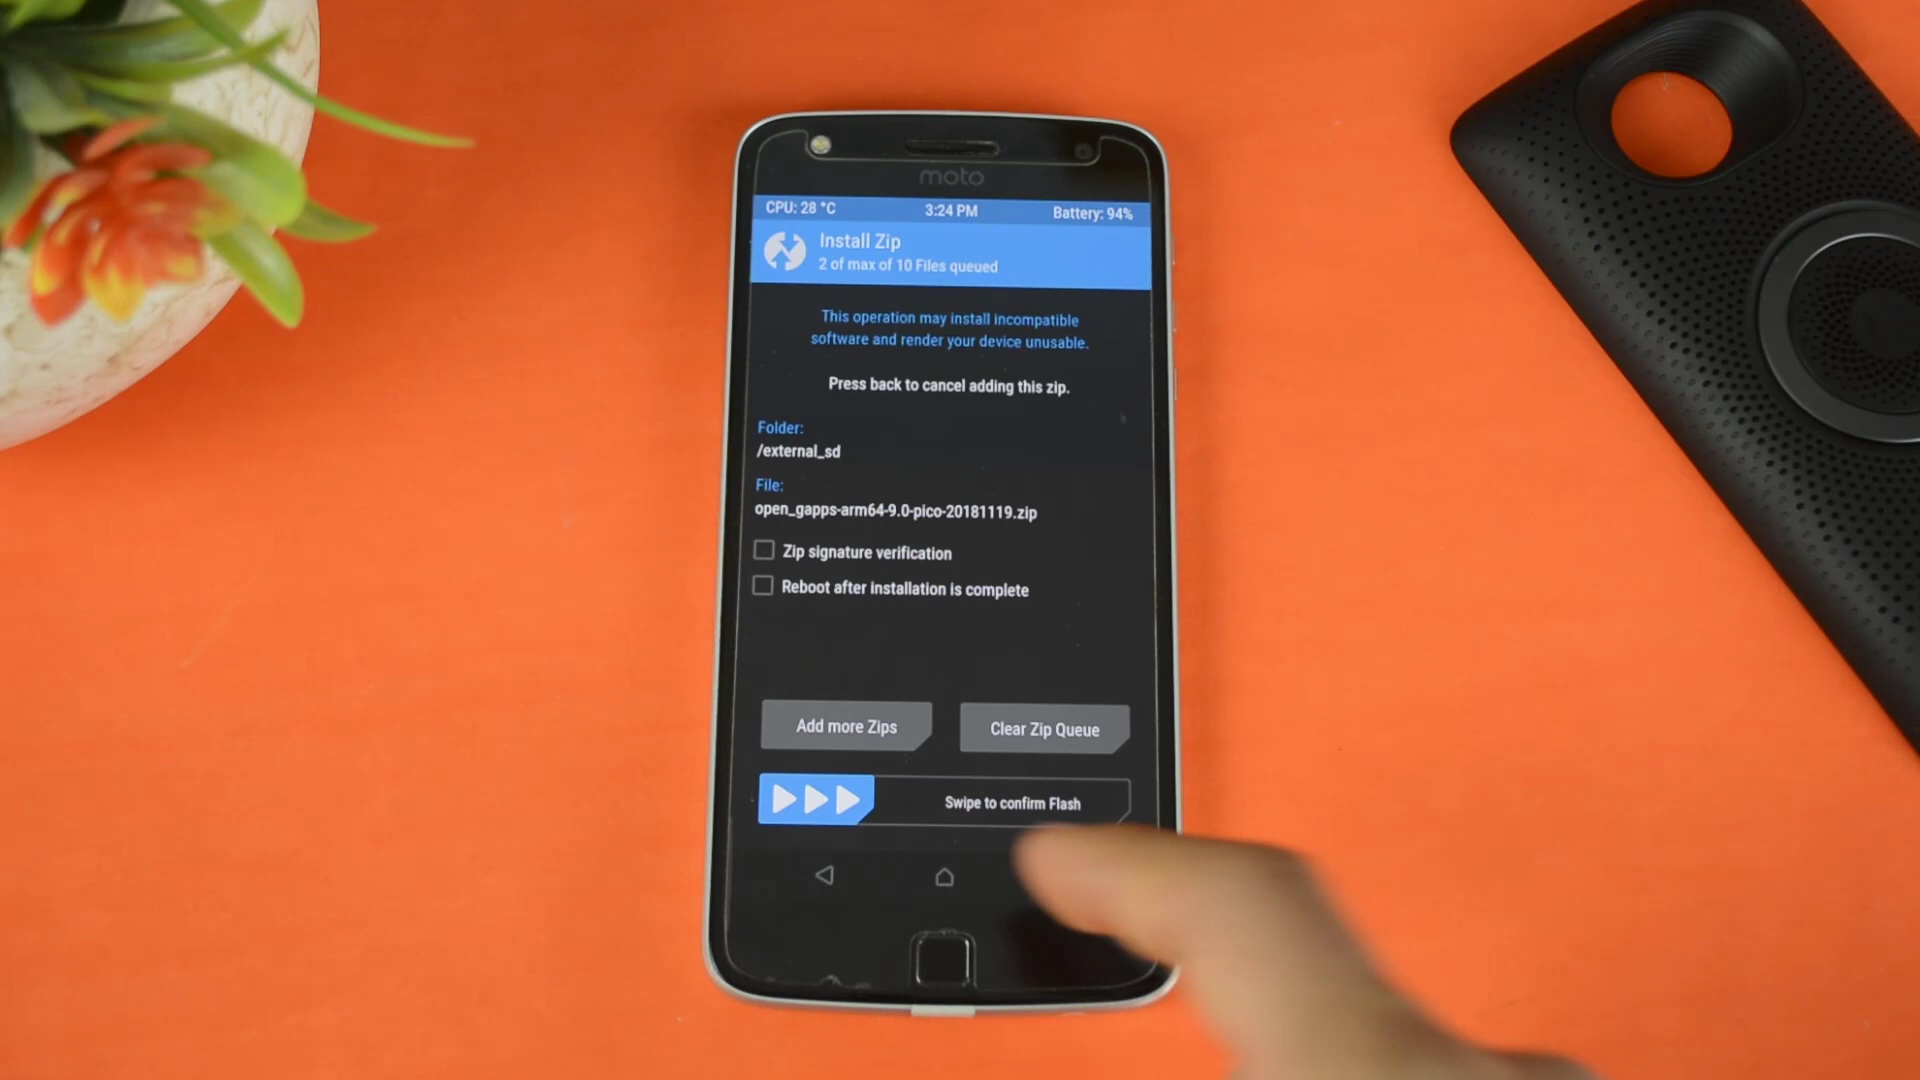 moto
CPU: 28 °C
3:24 PM
Battery: 94%
Install Zip
2 of max of 10 Files queued
This operation may install incompatible
software and render your device unusable.
Press back to cancel adding this zip.
Folder:
/external_sd
File:
open_gapps-arm64-9.0-pico-20181119.zip
Zip signature verification
Reboot after installation is complete
Add more Zips
Clear Zip Queue
Swipe to confirm Flash